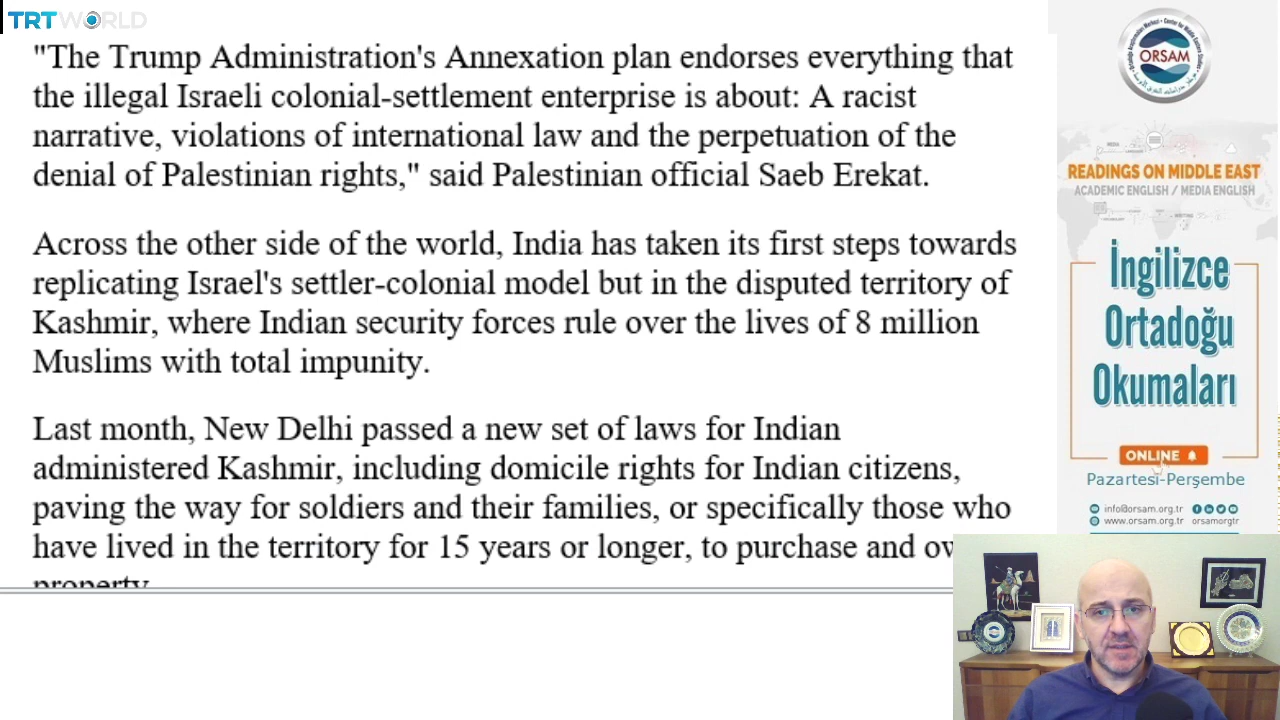 TRT WORLD
"The Trump Administration's Annexation plan endorses everything that
the illegal Israeli colonial-settlement enterprise is about: A racist
narrative, violations of international law and the perpetuation of the
denial of Palestinian rights," said Palestinian official Saeb Erekat.
Across the other side of the world, India has taken its first steps towards
replicating Israel's settler-colonial model but in the disputed territory of
Kashmir, where Indian security forces rule over the lives of 8 million
Muslims with total impunity.
Last month, New Delhi passed a new set of laws for Indian
administered Kashmir, including domicile rights for Indian citizens,
paving the way for soldiers and their families, or specifically those who
have lived in the territory for 15 years or longer, to purchase and
property
ORSAM
READINGS ON MIDDLE EAST
ACADEMIC ENGLISH / MEDIA ENGLISH
İngilizce
Ortadoğu
Okumaları
ONLINE
Pazartesi-Perşembe
info@orsam.org.tr
www.orsam.org.tr orsamorgtr